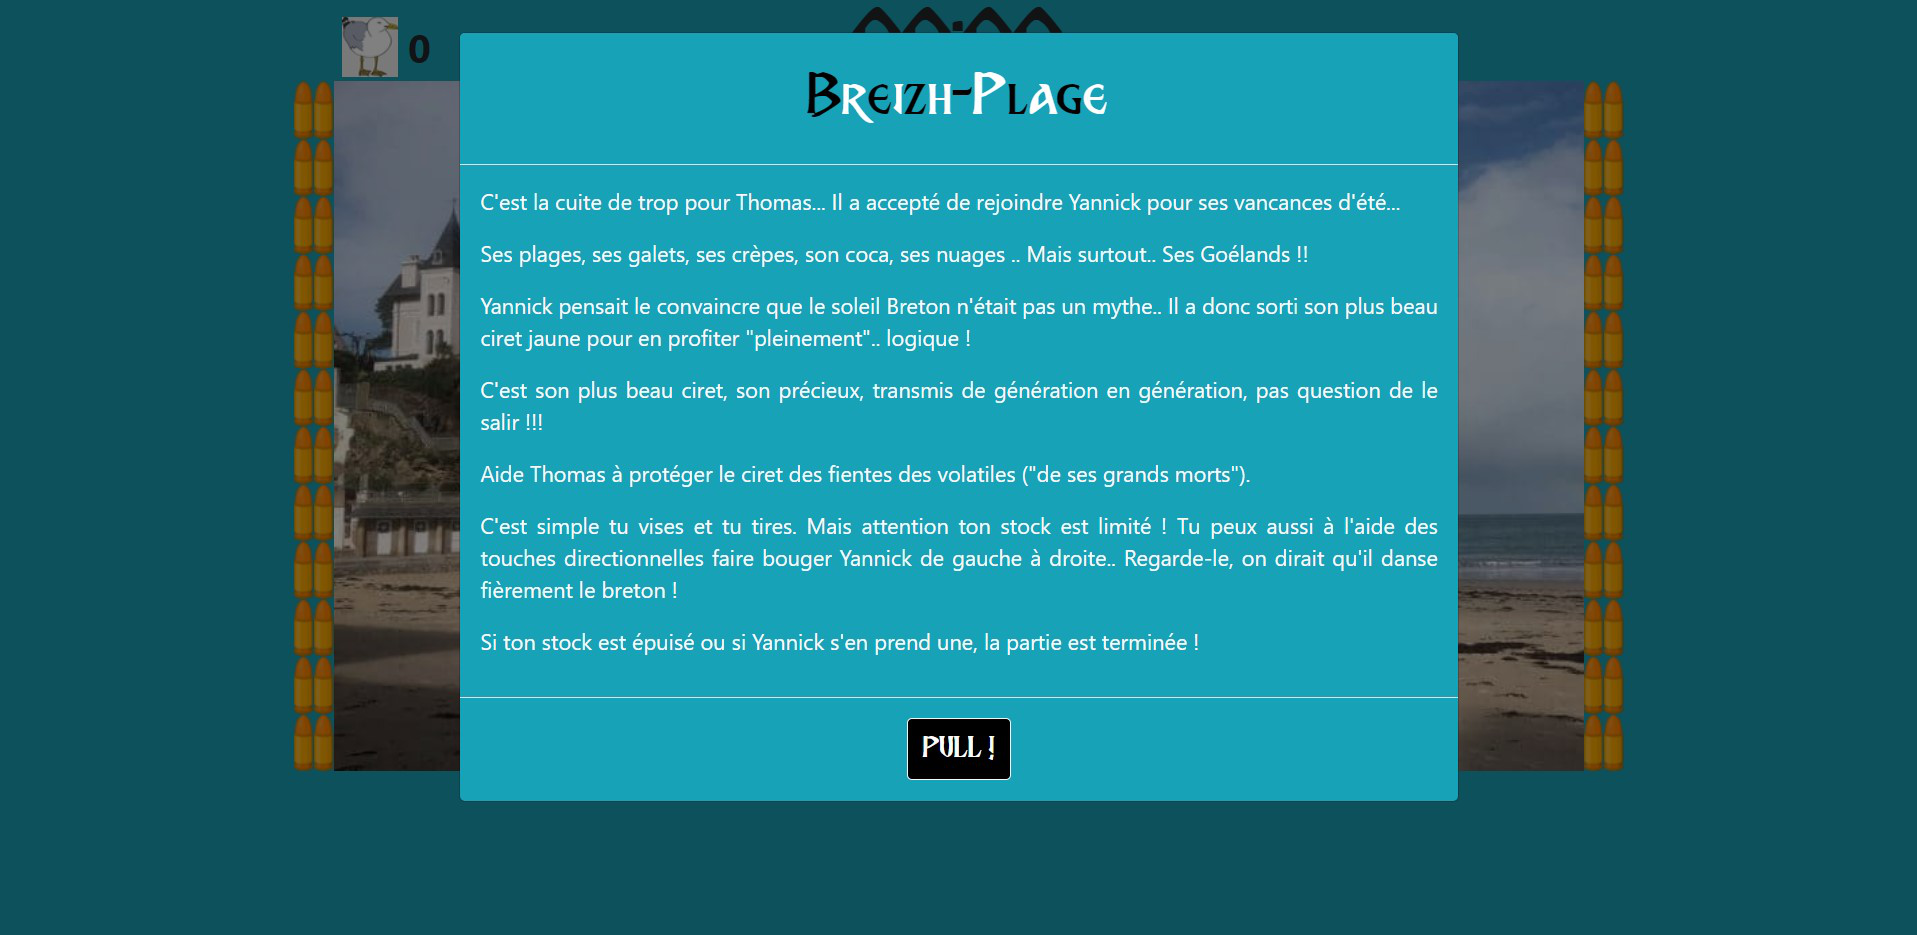 0
Breizh-Plage
C'est la cuite de trop pour Thomas... Il a accepté de rejoindre Yannick pour ses vancances d'été...
Ses plages, ses galets, ses crèpes, son coca, ses nuages .. Mais surtout.. Ses Goélands !!
Yannick pensait le convaincre que le soleil Breton n'était pas un mythe.. Il a donc sorti son plus beau
ciret jaune pour en profiter "pleinement".. logique !
C'est son plus beau ciret, son précieux, transmis de génération en génération, pas question de le
salir !!!
Aide Thomas à protéger le ciret des fientes des volatiles ("de ses grands morts").
C'est simple tu vises et tu tires. Mais attention ton stock est limité ! Tu peux aussi à l'aide des
touches directionnelles faire bouger Yannick de gauche à droite.. Regarde-le, on dirait qu'il danse
fièrement le breton !
Si ton stock est épuisé ou si Yannick s'en prend une, la partie est terminée !
PULL !